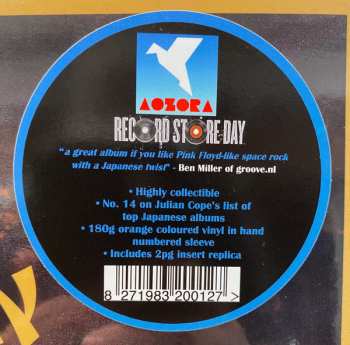 AOZORA
RECORD STORE DAY
"a great album if you like Pink Floyd-like space rock
with a Japanese twist" - Ben Miller of groove.nl
• Highly collectible
• No. 14 on Julian Cope's list of
top Japanese albums
• 180g orange coloured vinyl in hand
numbered sleeve
• Includes 2pg insert replica
8 271983 200127 >